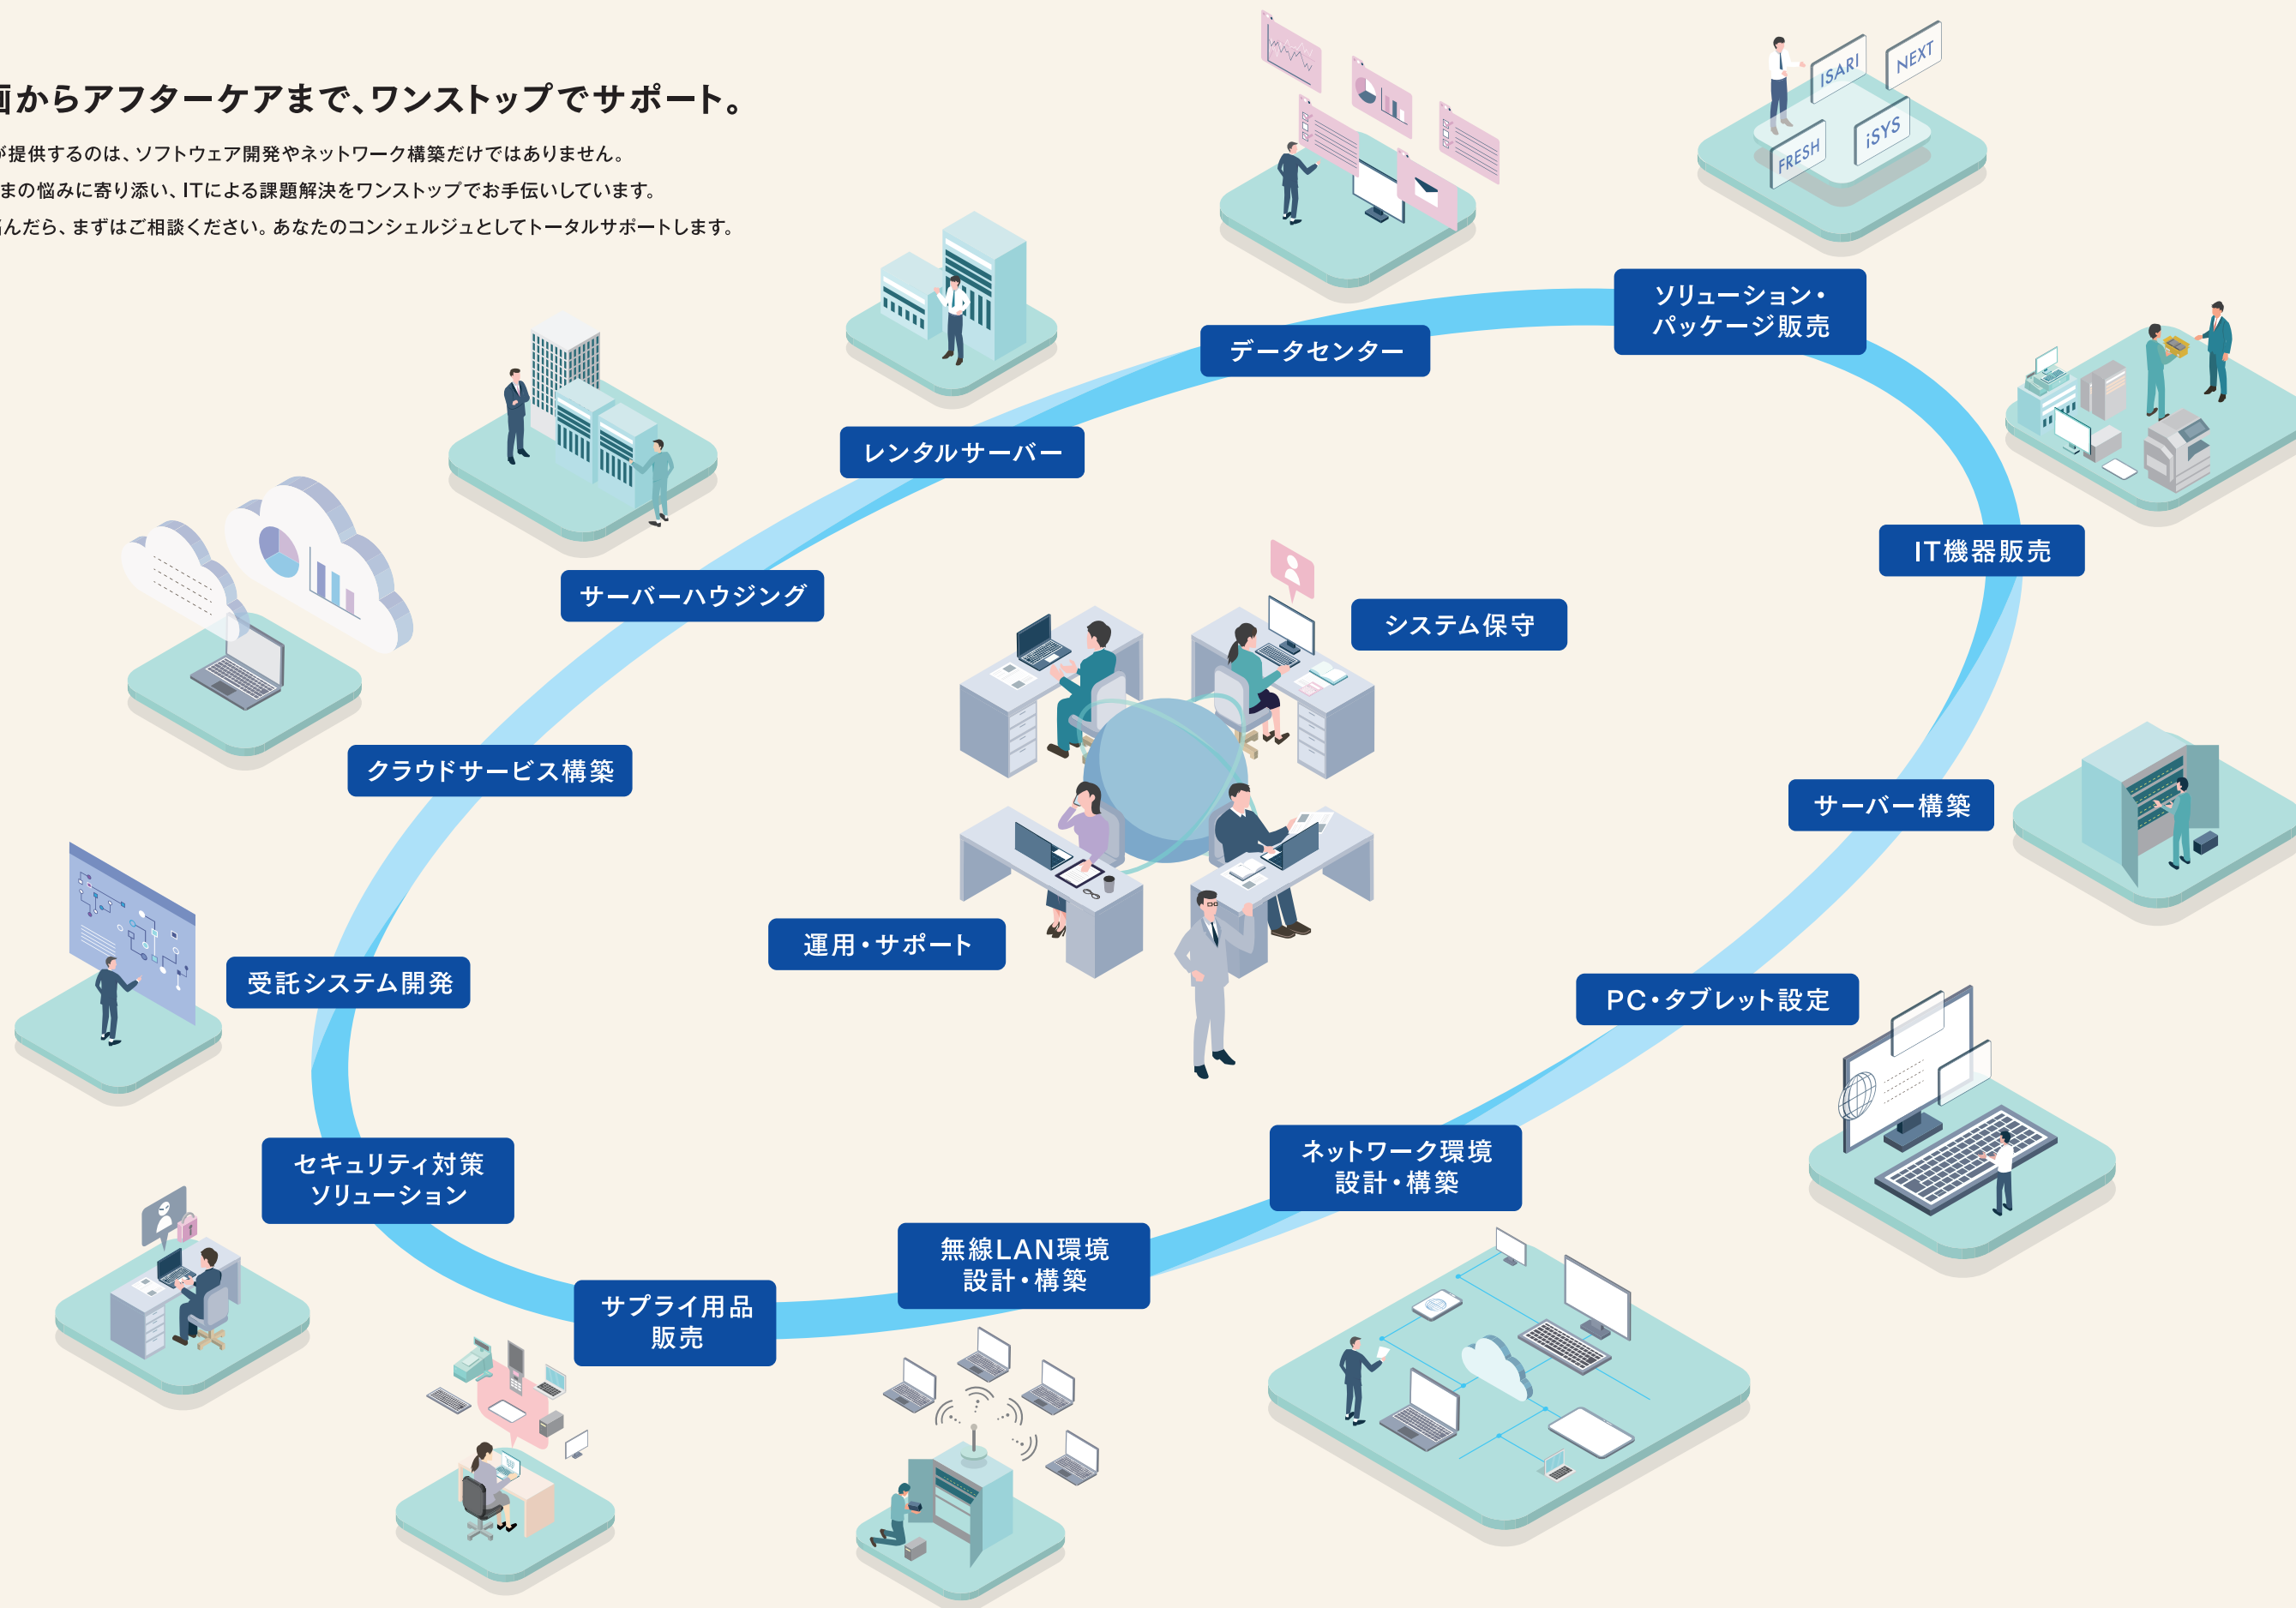 画からアフターケアまで、ワンストップでサポート。
が提供するのは、ソフトウェア開発やネットワーク構築だけではありません。
まの悩みに寄り添い、ITによる課題解決をワンストップでお手伝いしています。
んだら、まずはご相談ください。あなたのコンシェルジュとしてトータルサポートします。
ISARI
NEXT
FRESH
iSYS
ソリューション・
パッケージ販売
データセンター
レンタルサーバー
IT機器販売
サーバーハウジング
システム保守
クラウドサービス構築
サーバー構築
運用・サポート
受託システム開発
PC・タブレット設定
セキュリティ対策
ソリューション
ネットワーク環境
設計・構築
無線LAN環境
設計・構築
サプライ用品
販売